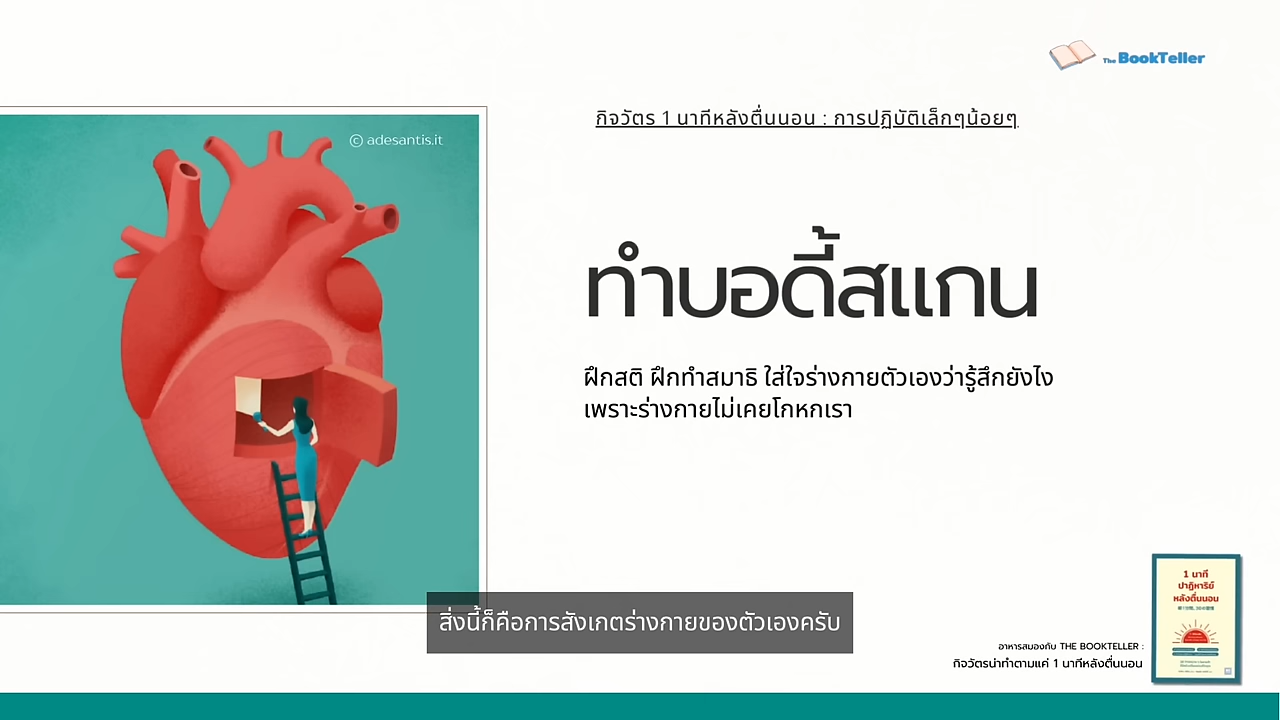 The BookTeller
กิจวัตร 1 นาทีหลังตื่นนอน : การปฏิบัติเล็กๆน้อยๆ
© adesantis.it
ทำบอดี้สแกน
ฝึกสติ ฝึกทำสมาธิ ใส่ใจร่างกายตัวเองว่ารู้สึกยังไง
เพราะร่างกายไม่เคยโกหกเรา
สิ่งนี้ก็คือการสังเกตร่างกายของตัวเองครับ
อาหารสมองกับ THE BOOKTELLER :
กิจวัตรน่าทำตามแค่ 1 นาทีหลังตื่นนอน
1 นาที
ปาฏิหาริย์
หลังตื่นนอน